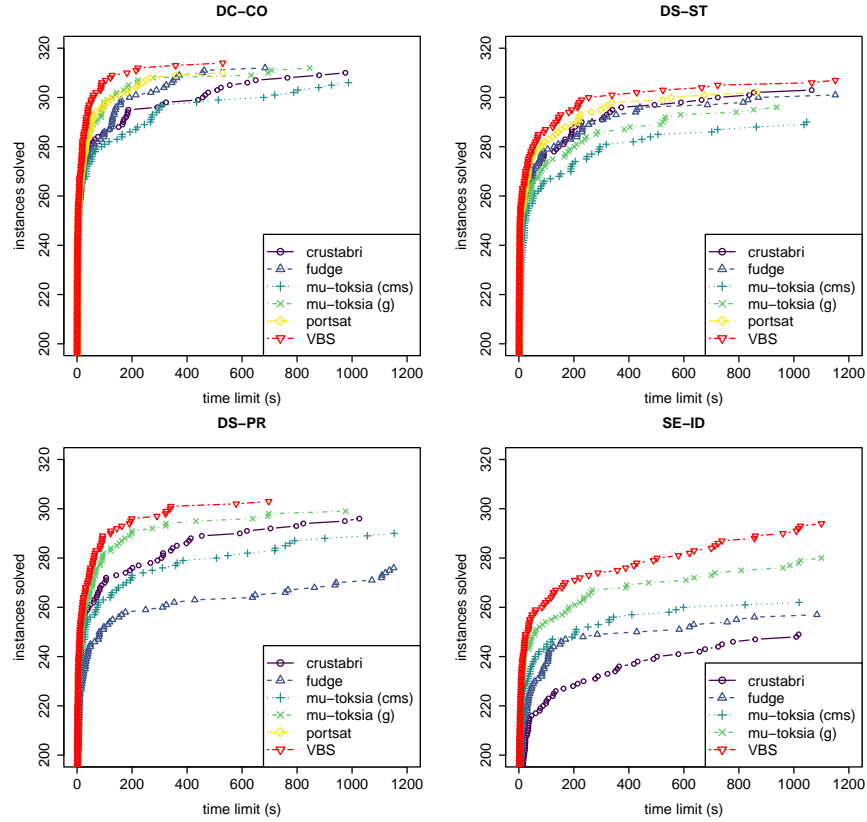 DC−CO
instances solved
320
300
280
260
240
220
200
crustabri
fudge
mu−toksia (cms)
mu−toksia (g)
portsat
VBS
0 200 400 600 800 1000 1200
time limit (s)
DS−ST
instances solved
320
300
280
260
240
220
200
crustabri
fudge
mu−toksia (cms)
mu−toksia (g)
portsat
VBS
0 200 400 600 800 1000 1200
time limit (s)
DS−PR
instances solved
320
300
280
260
240
220
200
crustabri
fudge
mu−toksia (cms)
mu−toksia (g)
portsat
VBS
0 200 400 600 800 1000 1200
time limit (s)
SE−ID
instances solved
320
300
280
260
240
220
200
crustabri
fudge
mu−toksia (cms)
mu−toksia (g)
VBS
0 200 400 600 800 1000 1200
time limit (s)